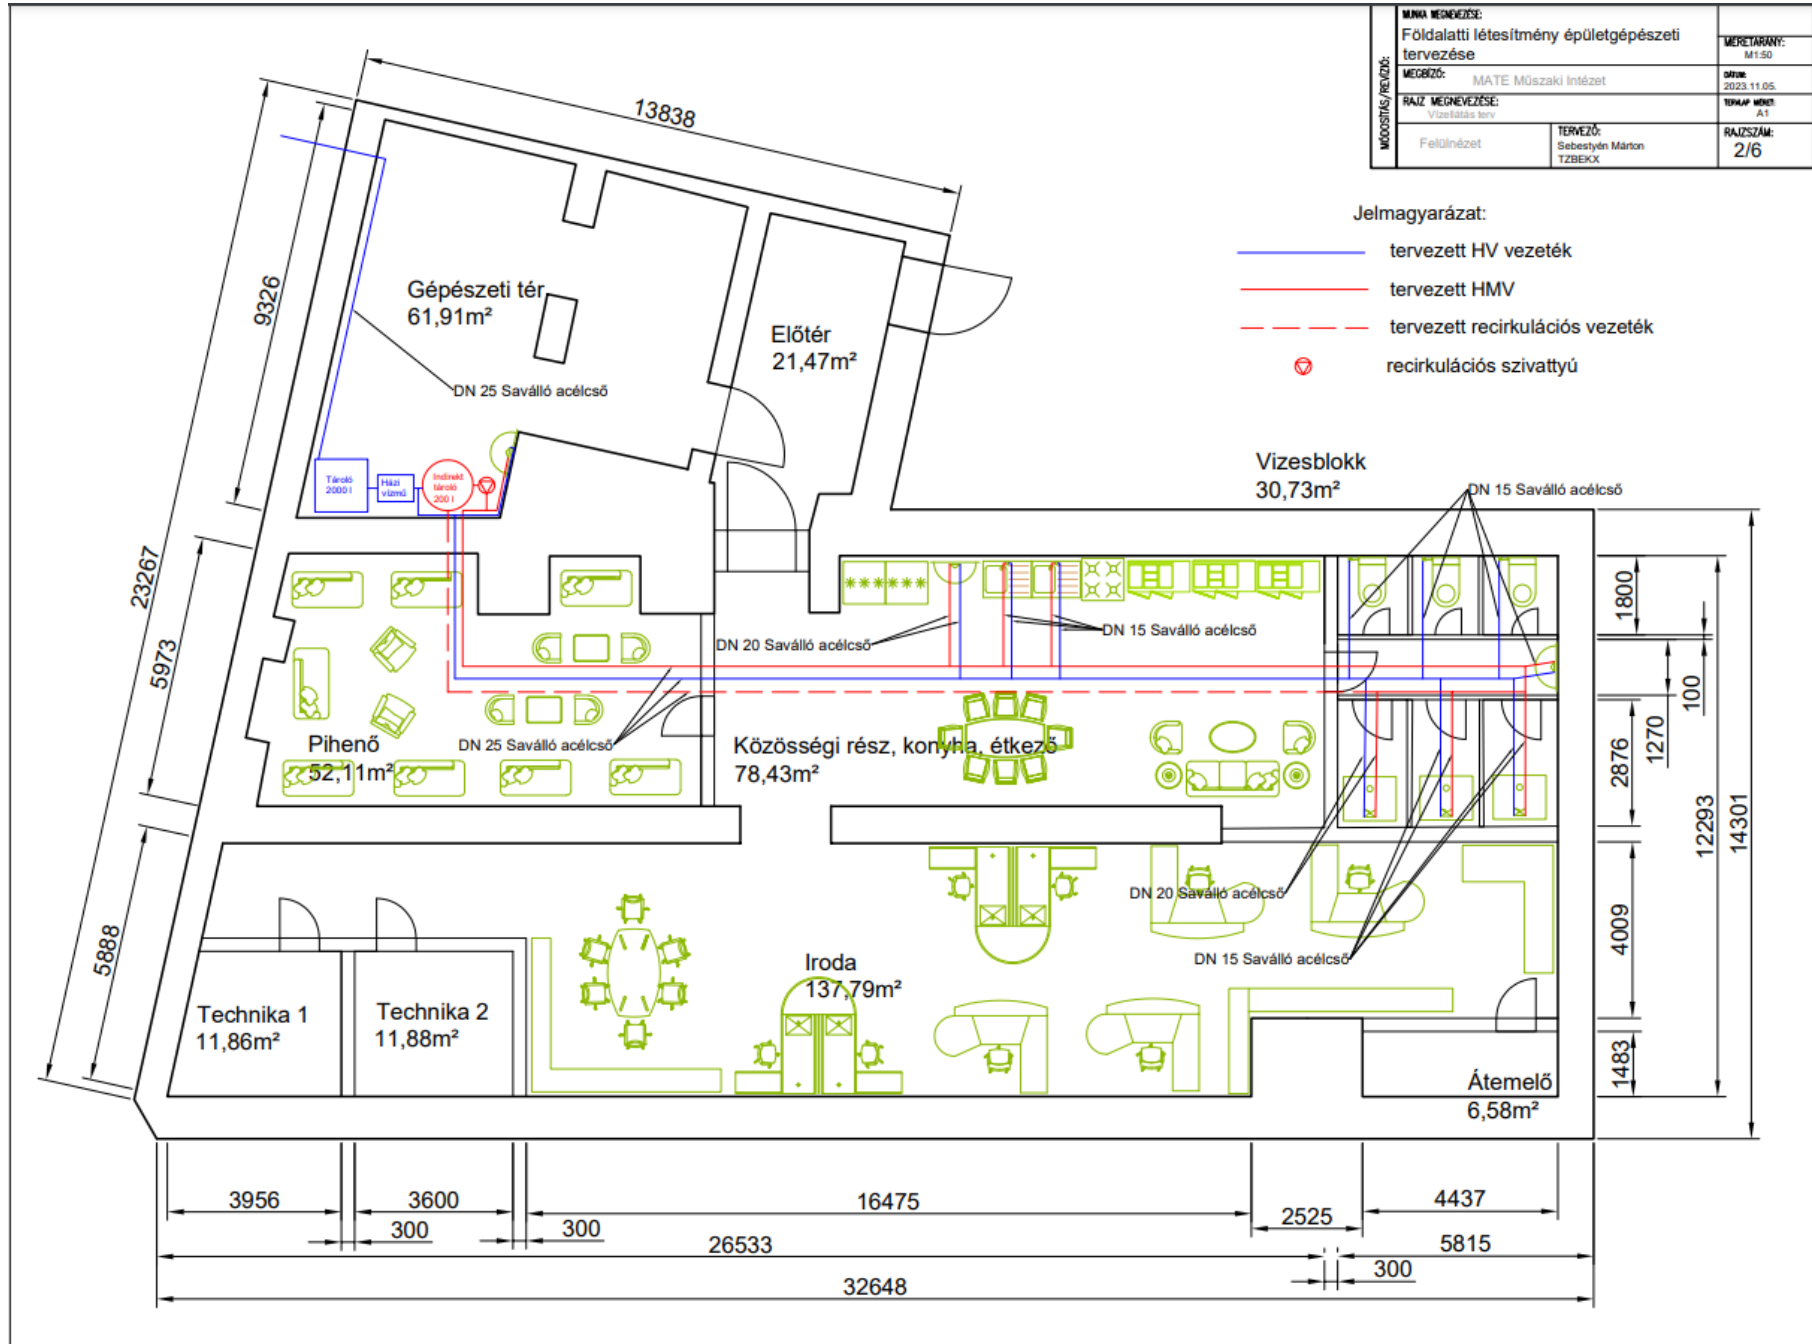 MÓDOSÍTÁS/REVÍZIÓ:
MUNKA MEGNEVEZÉSE:
Földalatti létesítmény épületgépészeti
tervezése
MÉRETARÁNY:
M1:50
MEGBÍZÓ:
MATE Műszaki Intézet
DÁTUM:
2023.11.05.
RAJZ MEGNEVEZÉSE:
Vízellátás terv
TERVLAP MÉRET:
A1
Felülnézet
TERVEZŐ:
Sebestyén Márton
TZBEKX
RAJZSZÁM:
2/6
Jelmagyarázat:
tervezett HV vezeték
tervezett HMV
tervezett recirkulációs vezeték
recirkulációs szivattyú
13838
9326
23267
5973
5888
Gépészeti tér
61,91m²
Előtér
21,47m²
DN 25 Saválló acélcső
Tároló
2000 l
Házi
vízmű
Indirekt
tároló
200 l
Vizesblokk
30,73m²
DN 15 Saválló acélcső
DN 20 Saválló acélcső
DN 15 Saválló acélcső
DN 25 Saválló acélcső
Pihenő
52,11m²
Közösségi rész, konyha, étkező
78,43m²
1800
100
1270
2876
12293
14301
4009
1483
DN 20 Saválló acélcső
DN 15 Saválló acélcső
Iroda
137,79m²
Technika 1
11,86m²
Technika 2
11,88m²
Átemelő
6,58m²
3956
3600
16475
2525
4437
300
300
26533
5815
300
32648